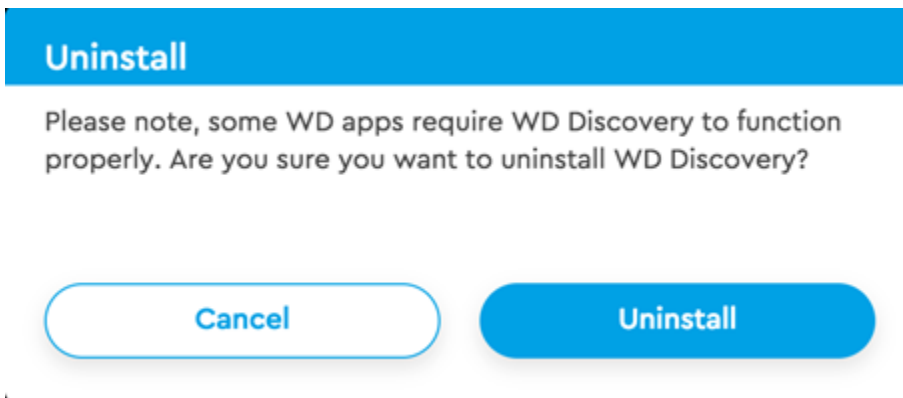 Uninstall
Please note, some WD apps require WD Discovery to function
properly. Are you sure you want to uninstall WD Discovery?
Cancel
Uninstall